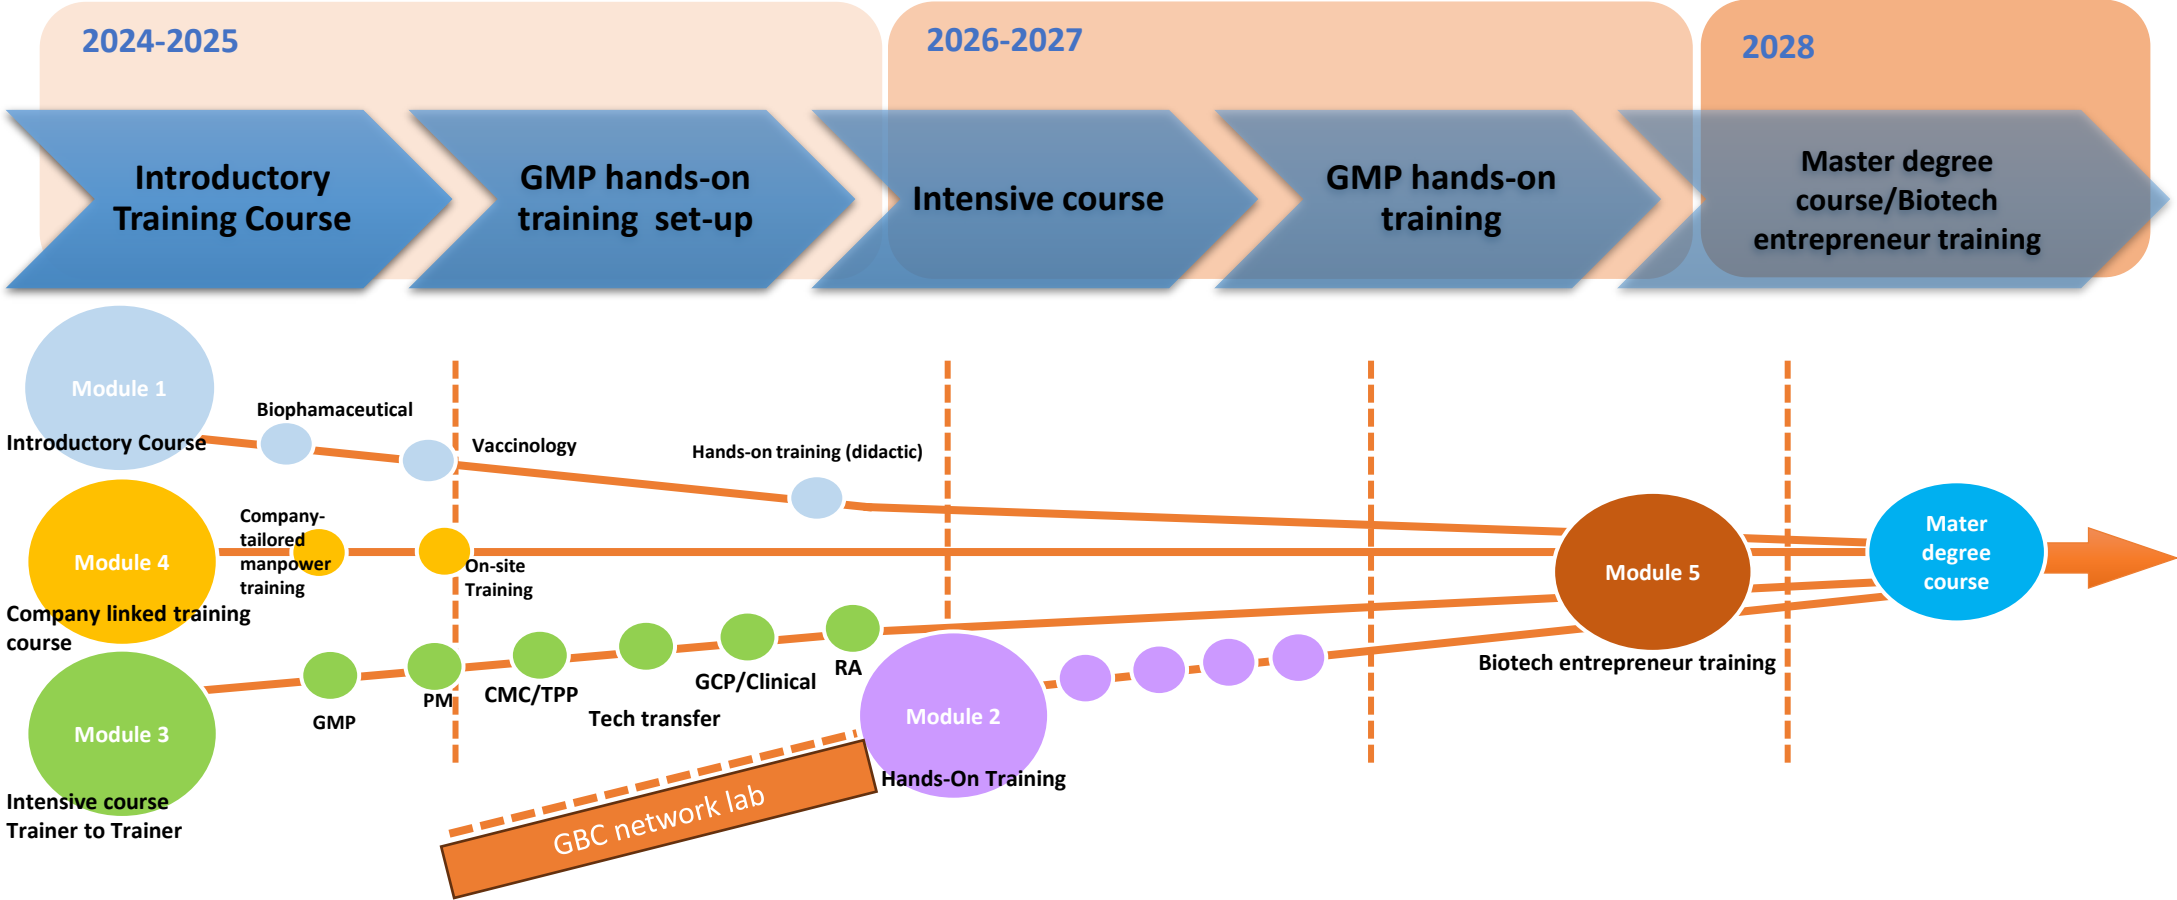 2024-2025
2026-2027
2028
Introductory
Training Course
GMP hands-on
training set-up
Intensive course
GMP hands-on
training
Master degree
course/Biotech
entrepreneur training
Module 1
Introductory Course
Biophamaceutical
Vaccinology
Hands-on training (didactic)
Module 4
Company linked training
course
Company-
tailored
manpower
training
On-site
Training
Module 3
Intensive course
Trainer to Trainer
GMP
PM
CMC/TPP
Tech transfer
GCP/Clinical
RA
GBC network lab
Module 2
Hands-On Training
Module 5
Biotech entrepreneur training
Mater
degree
course